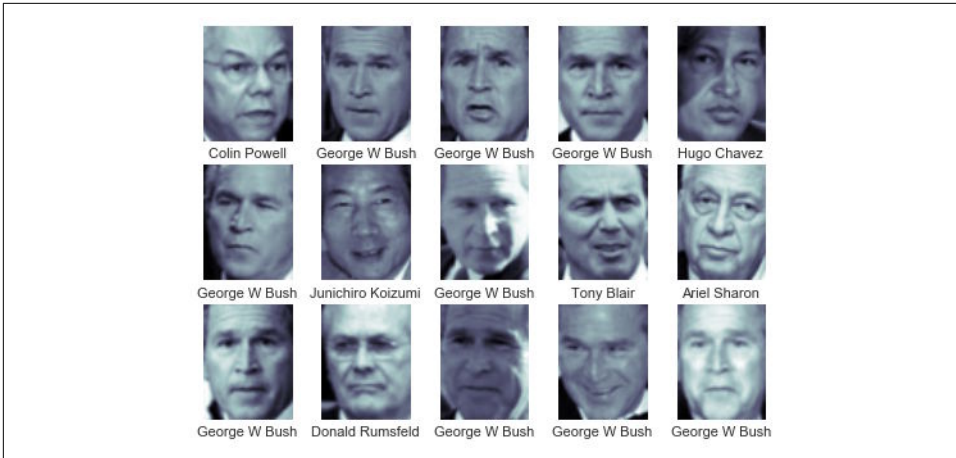 Colin Powell George W Bush George W Bush George W Bush Hugo Chavez
George W Bush Junichiro Koizumi George W Bush Tony Blair Ariel Sharon
George W Bush Donald Rumsfeld George W Bush George W Bush George W Bush